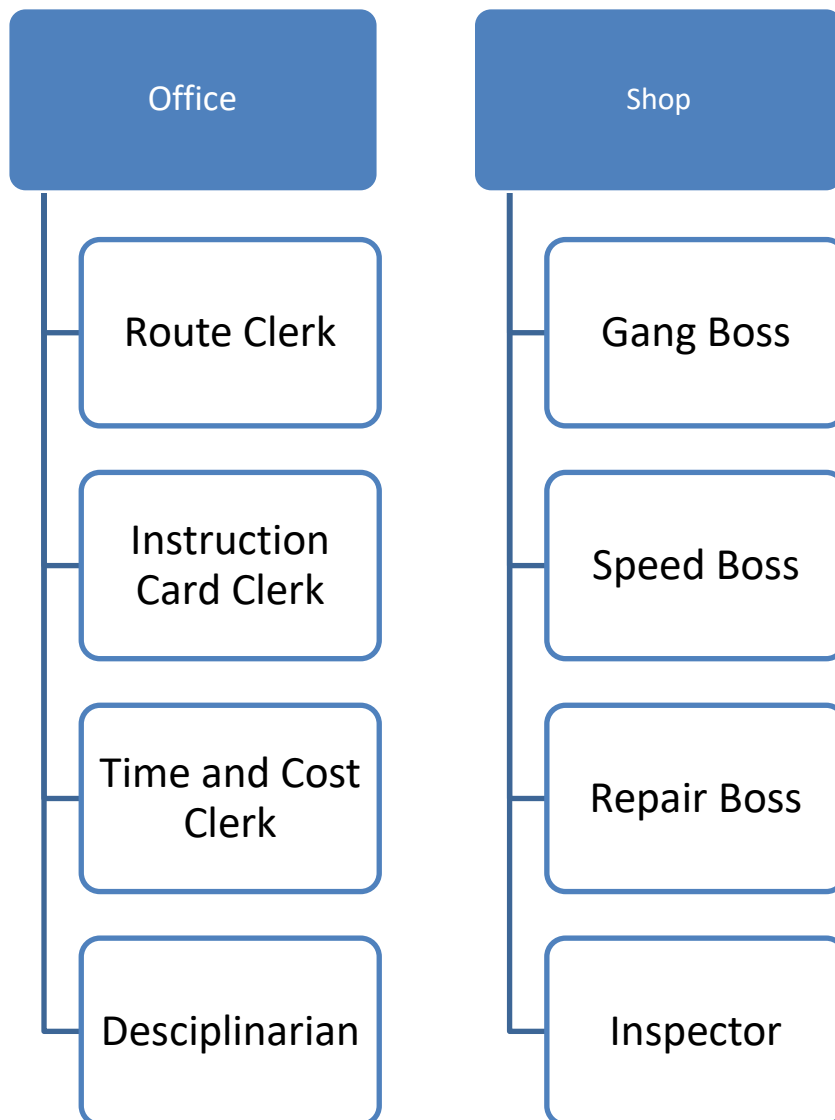 Office
Route Clerk
Instruction
Card Clerk
Time and Cost
Clerk
Desciplinarian
Shop
Gang Boss
Speed Boss
Repair Boss
Inspector